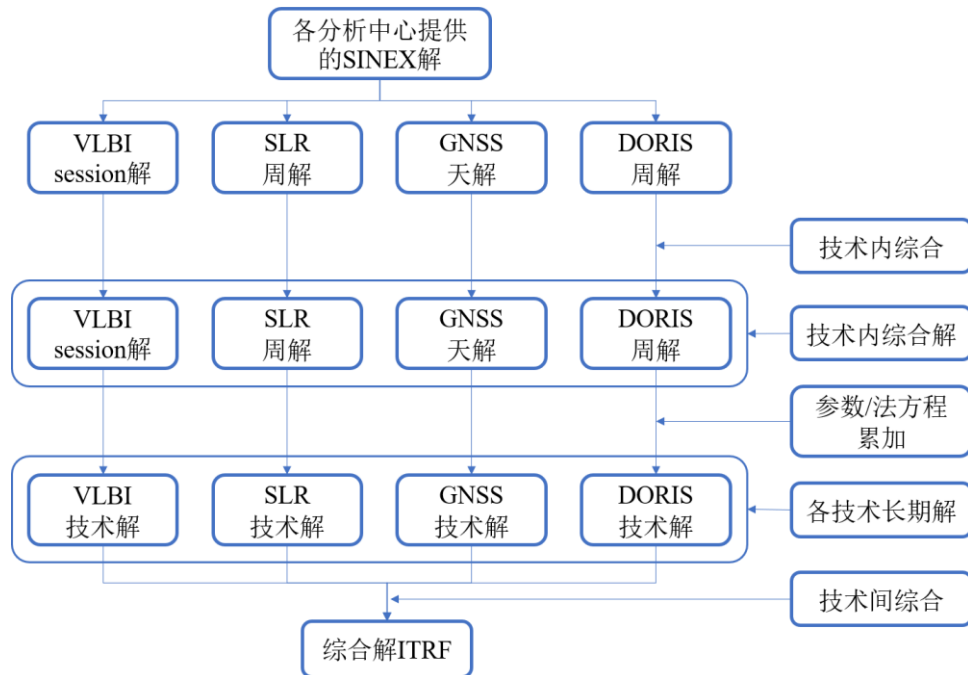 各分析中心提供
的SINEX解
VLBI
session解
SLR
周解
GNSS
天解
DORIS
周解
技术内综合
VLBI
session解
SLR
周解
GNSS
天解
DORIS
周解
技术内综合解
参数/法方程
累加
VLBI
技术解
SLR
技术解
GNSS
技术解
DORIS
技术解
各技术长期解
技术间综合
综合解ITRF